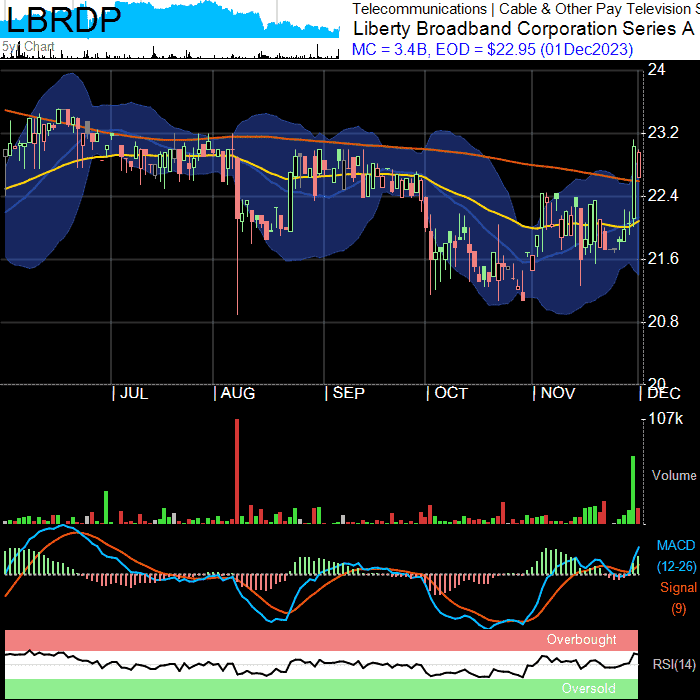 LBRDP
5yr Chart
Telecommunications | Cable & Other Pay Television S
Liberty Broadband Corporation Series A
MC = 3.4B, EOD = $22.95 (01Dec2023)
24
23.2
22.4
21.6
20.8
20
| JUL | AUG | SEP | OCT | NOV | DEC
107k
Volume
MACD
(12-26)
Signal
(9)
Overbought
RSI(14)
Oversold